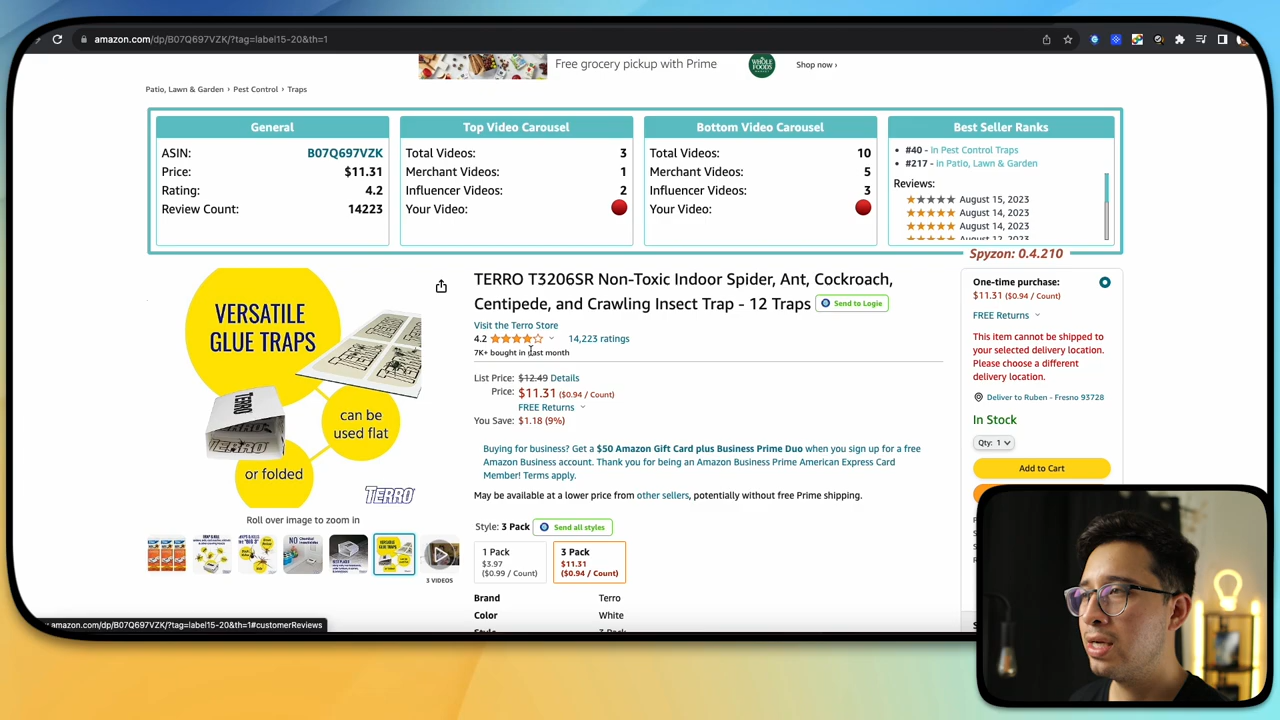 amazon.com/dp/B07Q697VZK/?tag=label15-20&th=1
Free grocery pickup with Prime
WHOLE
FOODS
MARKET
Shop now ›
Patio, Lawn & Garden › Pest Control › Traps
General
ASIN: B07Q697VZK
Price: $11.31
Rating: 4.2
Review Count: 14223
Top Video Carousel
Total Videos: 3
Merchant Videos: 1
Influencer Videos: 2
Your Video:
Bottom Video Carousel
Total Videos: 10
Merchant Videos: 5
Influencer Videos: 3
Your Video:
Best Seller Ranks
#40 - in Pest Control Traps
#217 - in Patio, Lawn & Garden
Reviews:
August 15, 2023
August 14, 2023
August 14, 2023
August 12, 2023
Spyzon: 0.4.210
VERSATILE
GLUE TRAPS
TERRO
can be
used flat
or folded
TERRO
Roll over image to zoom in
3 VIDEOS
TERRO T3206SR Non-Toxic Indoor Spider, Ant, Cockroach,
Centipede, and Crawling Insect Trap - 12 Traps Send to Logie
Visit the Terro Store
4.2 14,223 ratings
7K+ bought in past month
List Price: $12.49 Details
Price: $11.31 ($0.94 / Count)
FREE Returns
You Save: $1.18 (9%)
Buying for business? Get a $50 Amazon Gift Card plus Business Prime Duo when you sign up for a free
Amazon Business account. Thank you for being an Amazon Business Prime American Express Card
Member! Terms apply.
May be available at a lower price from other sellers, potentially without free Prime shipping.
Style: 3 Pack Send all styles
1 Pack
$3.97
($0.99 / Count)
3 Pack
$11.31
($0.94 / Count)
Brand Terro
Color White
One-time purchase:
$11.31 ($0.94 / Count)
FREE Returns
This item cannot be shipped to
your selected delivery location.
Please choose a different
delivery location.
Deliver to Ruben - Fresno 93728
In Stock
Qty: 1
Add to Cart
amazon.com/dp/B07Q697VZK/?tag=label15-20&th=1#customerReviews